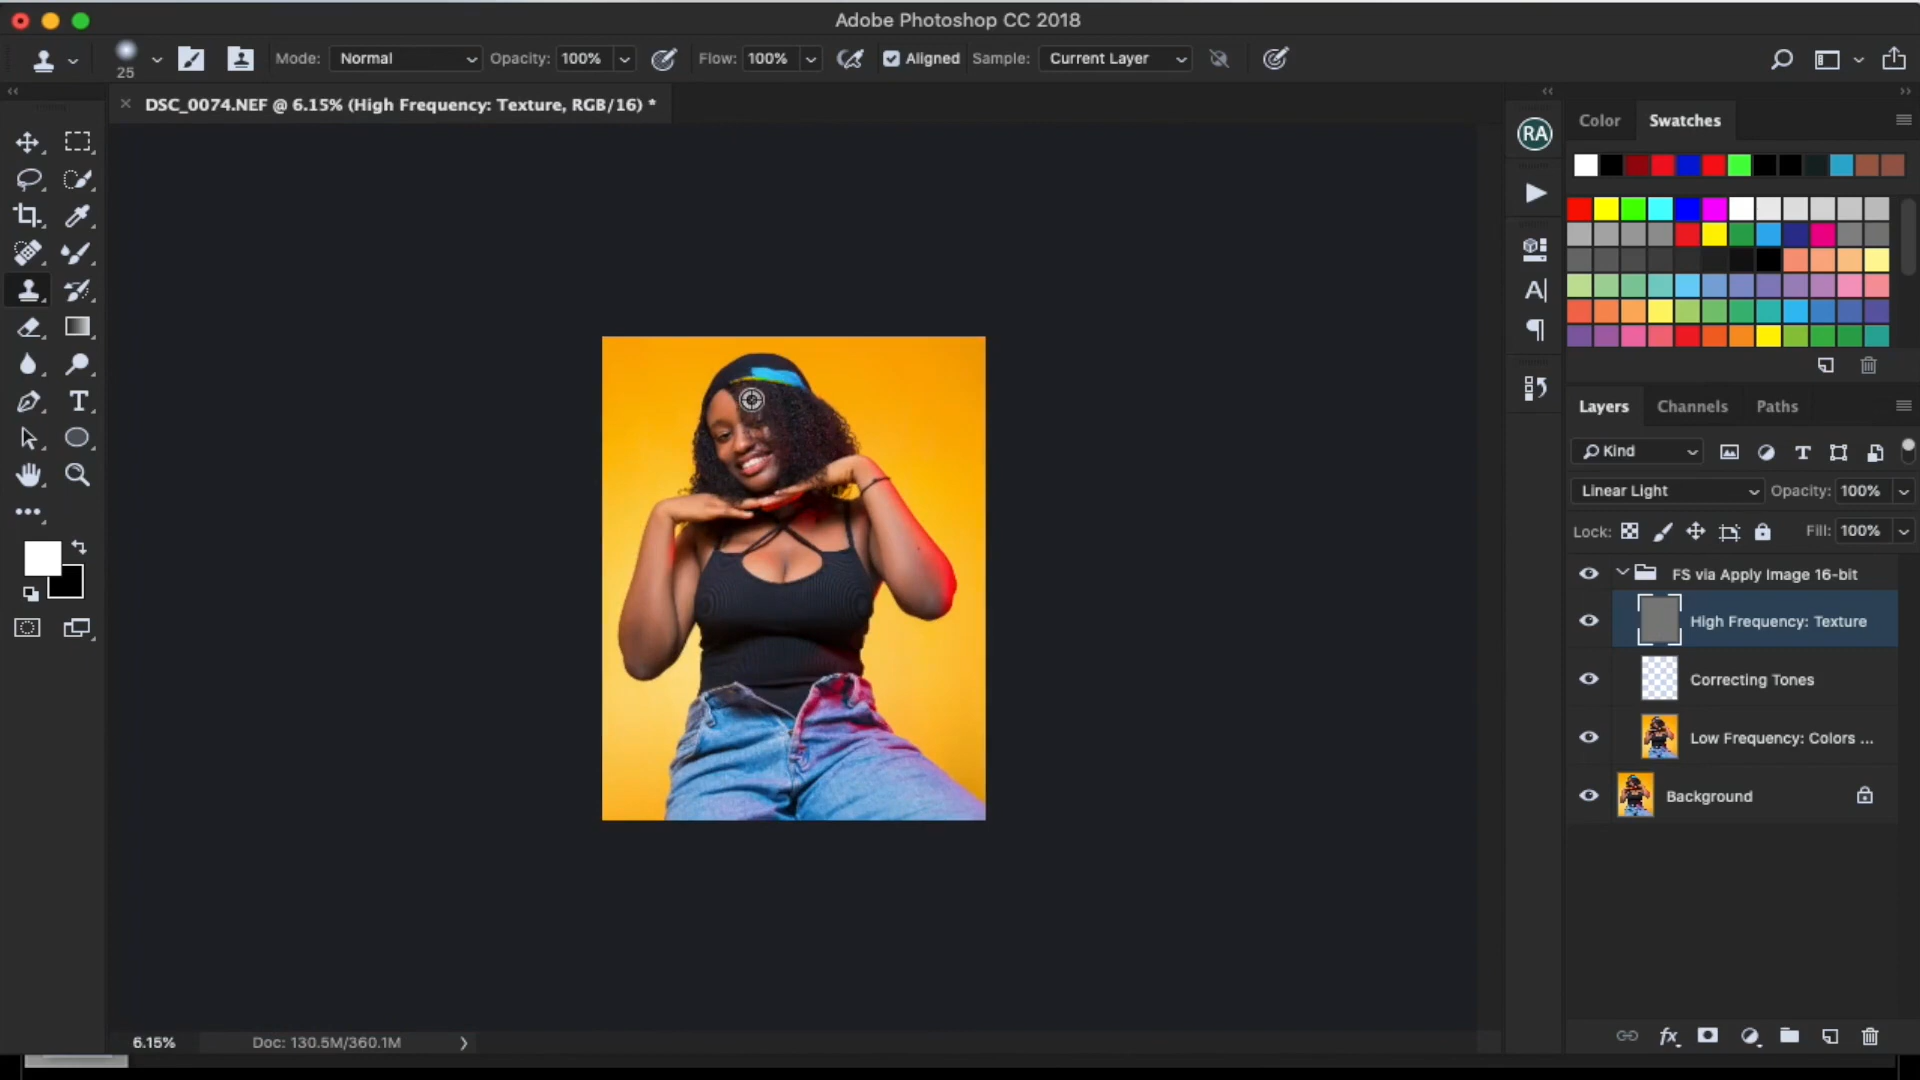 Adobe Photoshop CC 2018
25
Mode: Normal Opacity: 100% Flow: 100% Aligned Sample: Current Layer
DSC_0074.NEF @ 6.15% (High Frequency: Texture, RGB/16) *
RA
Color Swatches
A
T
Layers Channels Paths
Kind
T
Linear Light Opacity: 100%
Lock: Fill: 100%
FS via Apply Image 16-bit
High Frequency: Texture
Correcting Tones
Low Frequency: Colors ...
Background
6.15% Doc: 130.5M/360.1M
fx